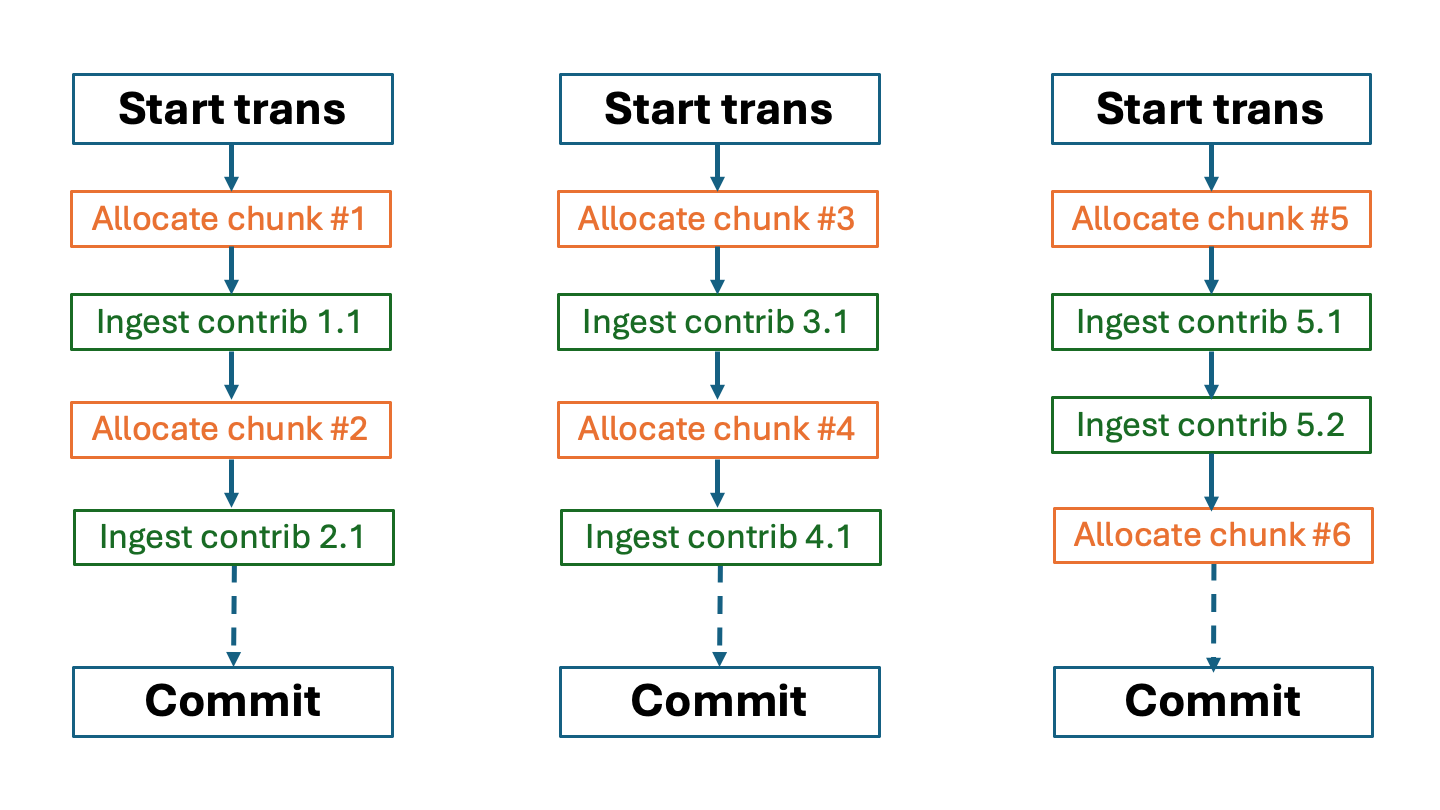 Start trans
Allocate chunk #1
Ingest contrib 1.1
Allocate chunk #2
Ingest contrib 2.1
Commit
Start trans
Allocate chunk #3
Ingest contrib 3.1
Allocate chunk #4
Ingest contrib 4.1
Commit
Start trans
Allocate chunk #5
Ingest contrib 5.1
Ingest contrib 5.2
Allocate chunk #6
Commit